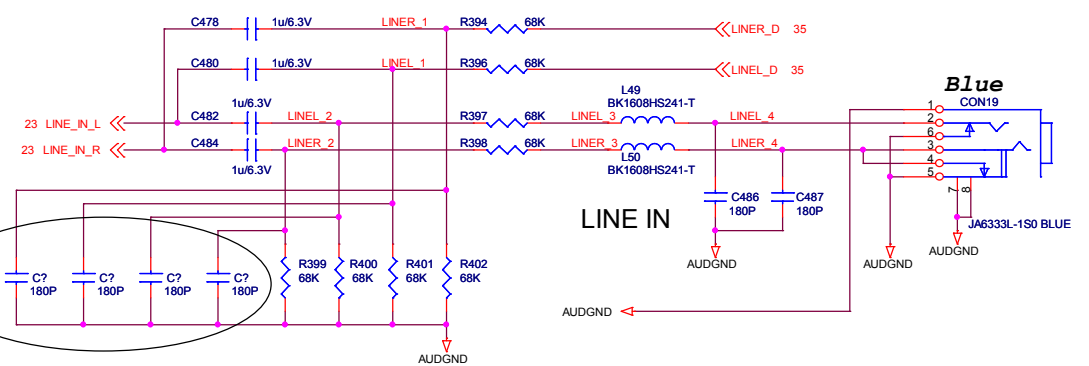 C478 1u/6.3V LINER_1 R394 68K LINER_D 35
C480 1u/6.3V LINEL_1 R396 68K LINEL_D 35
L49
BK1608HS241-T
Blue
CON19
1u/6.3V
23 LINE_IN_L C482 LINEL_2 R397 68K LINEL_3 LINEL_4 1
2
6
23 LINE_IN_R C484 LINER_2 R398 68K LINER_3 LINER_4 3
4
5
1u/6.3V
L50
BK1608HS241-T
7 8
C486
180P
C487
180P
LINE IN
JA6333L-1S0 BLUE
AUDGND
AUDGND
AUDGND
C?
180P
C?
180P
C?
180P
C?
180P
R399
68K
R400
68K
R401
68K
R402
68K
AUDGND
AUDGND